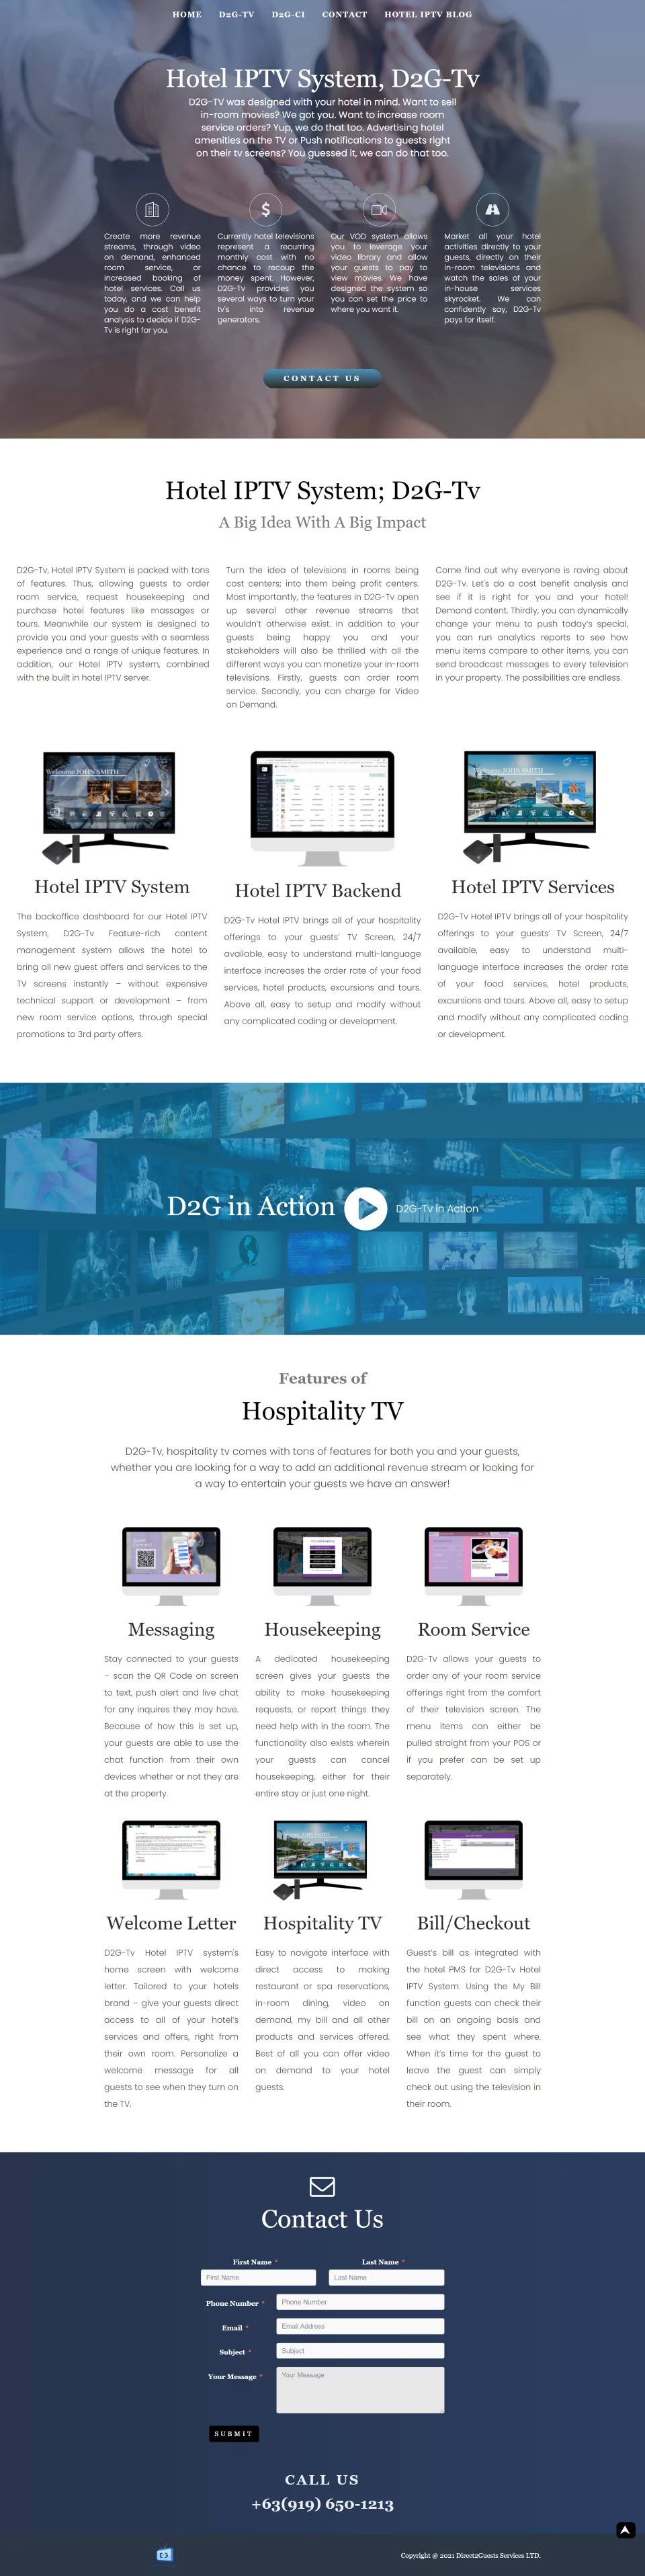 HOME D2G-TV D2G-CI CONTACT HOTEL IPTV BLOG
Hotel IPTV System, D2G-Tv
D2G-TV was designed with your hotel in mind. Want to sell
in-room movies? We got you. Want to increase room
service orders? Yup, we do that too. Advertising hotel
amenities on the TV or Push notifications to guests right
on their tv screens? You guessed it, we can do that too.
Create more revenue
streams, through video
on demand, enhanced
room service, or
increased booking of
hotel services. Call us
today, and we can help
you do a cost benefit
analysis to decide if D2G-
Tv is right for you.
Currently hotel televisions
represent a recurring
monthly cost with no
chance to recoup the
money spent. However,
D2G-Tv provides you
several ways to turn your
tv's into revenue
generators.
Our VOD system allows
you to leverage your
video library and allow
your guests to pay to
view movies. We have
designed the system so
you can set the price to
where you want it.
Market all your hotel
activities directly to your
guests, directly on their
in-room televisions and
watch the sales of your
in-house services
skyrocket. We can
confidently say, D2G-Tv
pays for itself.
CONTACT US
Hotel IPTV System; D2G-Tv
A Big Idea With A Big Impact
D2G-Tv, Hotel IPTV System is packed with tons
of features. Thus, allowing guests to order
room service, request housekeeping and
purchase hotel features like massages or
tours. Meanwhile our system is designed to
provide you and your guests with a seamless
experience and a range of unique features. In
addition, our Hotel IPTV system, combined
with the built in hotel IPTV server.
Turn the idea of televisions in rooms being
cost centers; into them being profit centers.
Most importantly, the features in D2G-Tv open
up several other revenue streams that
wouldn't otherwise exist. In addition to your
guests being happy you and your
stakeholders will also be thrilled with all the
different ways you can monetize your in-room
televisions. Firstly, guests can order room
service. Secondly, you can charge for Video
on Demand.
Come find out why everyone is raving about
D2G-Tv. Let's do a cost benefit analysis and
see if it is right for you and your hotel!
Demand content. Thirdly, you can dynamically
change your menu to push today's special,
you can run analytics reports to see how
menu items compare to other items, you can
send broadcast messages to every television
in your property. The possibilities are endless.
Welcome JOHN SMITH
Hotel IPTV System
The backoffice dashboard for our Hotel IPTV
System, D2G-Tv Feature-rich content
management system allows the hotel to
bring all new guest offers and services to the
TV screens instantly – without expensive
technical support or development – from
new room service options, through special
promotions to 3rd party offers.
Hotel IPTV Backend
D2G-Tv Hotel IPTV brings all of your hospitality
offerings to your guests' TV Screen, 24/7
available, easy to understand multi-language
interface increases the order rate of your food
services, hotel products, excursions and tours.
Above all, easy to setup and modify without
any complicated coding or development.
JOHN SMITH
Hotel IPTV Services
D2G-Tv Hotel IPTV brings all of your hospitality
offerings to your guests' TV Screen, 24/7
available, easy to understand multi-
language interface increases the order rate
of your food services, hotel products,
excursions and tours. Above all, easy to setup
and modify without any complicated coding
or development.
D2G in Action
D2G-Tv in Action
Features of
Hospitality TV
D2G-Tv, hospitality tv comes with tons of features for both you and your guests,
whether you are looking for a way to add an additional revenue stream or looking for
a way to entertain your guests we have an answer!
Messaging
Stay connected to your guests
– scan the QR Code on screen
to text, push alert and live chat
for any inquires they may have.
Because of how this is set up,
your guests are able to use the
chat function from their own
devices whether or not they are
at the property.
Housekeeping
A dedicated housekeeping
screen gives your guests the
ability to make housekeeping
requests, or report things they
need help with in the room. The
functionality also exists wherein
your guests can cancel
housekeeping, either for their
entire stay or just one night.
Room Service
D2G-Tv allows your guests to
order any of your room service
offerings right from the comfort
of their television screen. The
menu items can either be
pulled straight from your POS or
if you prefer can be set up
separately.
Welcome Letter
D2G-Tv Hotel IPTV system's
home screen with welcome
letter. Tailored to your hotels
brand – give your guests direct
access to all of your hotel's
services and offers, right from
their own room. Personalize a
welcome message for all
guests to see when they turn on
the TV.
Hospitality TV
Easy to navigate interface with
direct access to making
restaurant or spa reservations,
in-room dining, video on
demand, my bill and all other
products and services offered.
Best of all you can offer video
on demand to your hotel
guests.
Bill/Checkout
Guest's bill as integrated with
the hotel PMS for D2G-Tv Hotel
IPTV System. Using the My Bill
function guests can check their
bill on an ongoing basis and
see what they spent where.
When it's time for the guest to
leave the guest can simply
check out using the television in
their room.
Contact Us
First Name * Last Name *
First Name Last Name
Phone Number * Phone Number
Email * Email Address
Subject * Subject
Your Message * Your Message
SUBMIT
CALL US
+63(919) 650-1213
Copyright @ 2021 Direct2Guests Services LTD.